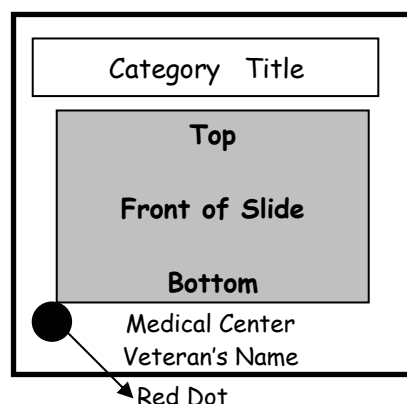 Category Title
Top
Front of Slide
Bottom
Medical Center
Veteran's Name
Red Dot